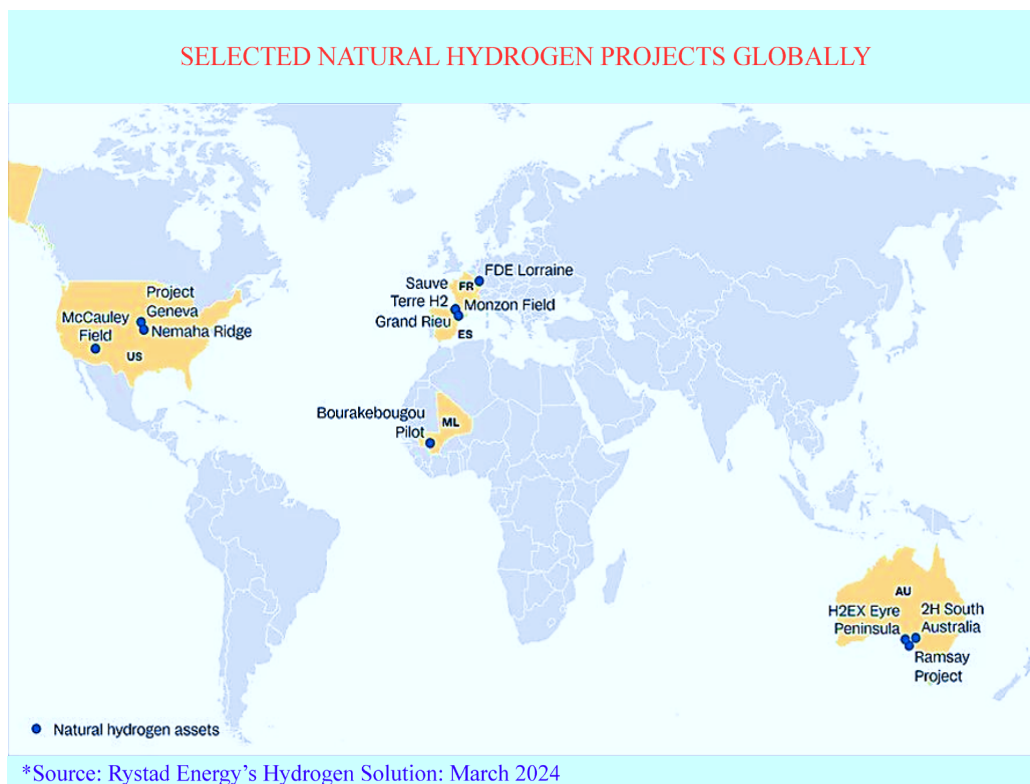 SELECTED NATURAL HYDROGEN PROJECTS GLOBALLY
Project
Geneva
McCauley
Field
Nemaha Ridge
US
FDE Lorraine
Sauve
Terre H2
FR
Monzon Field
Grand Rieu
ES
Bourakebougou
Pilot
ML
AU
H2EX Eyre
Peninsula
2H South
Australia
Ramsay
Project
Natural hydrogen assets
*Source: Rystad Energy’s Hydrogen Solution: March 2024